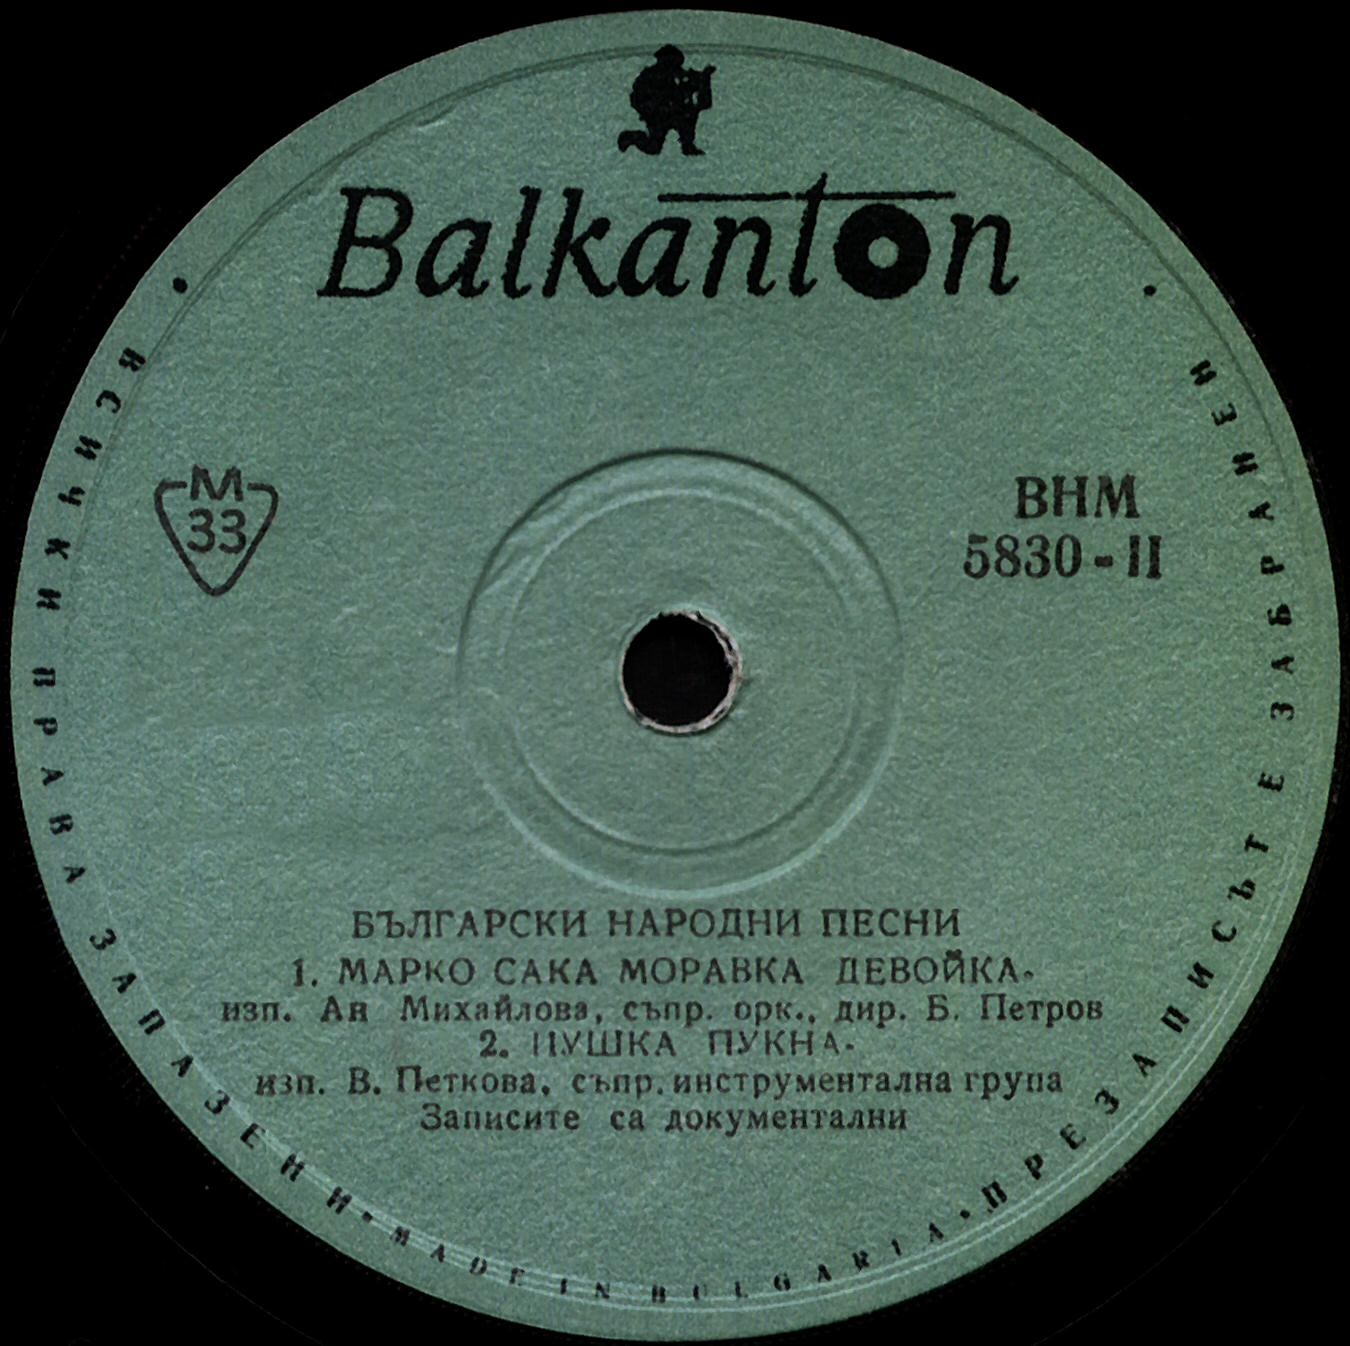 Balkanton
М
33
ВНМ
5830-II
БЪЛГАРСКИ НАРОДНИ ПЕСНИ
1. МАРКО САКА МОРАВКА ДЕВОЙКА-
изп. Ан Михайлова, съпр. орк., дир. Б. Петров
2. ПУШКА ПУКНА-
изп. В. Петкова, съпр. инструментална група
Записите са документални
• ВСИЧКИ ПРАВА ЗАПАЗЕНИ • MADE IN BULGARIA • ПРЕЗАПИСЪТ Е ЗАБРАНЕН •